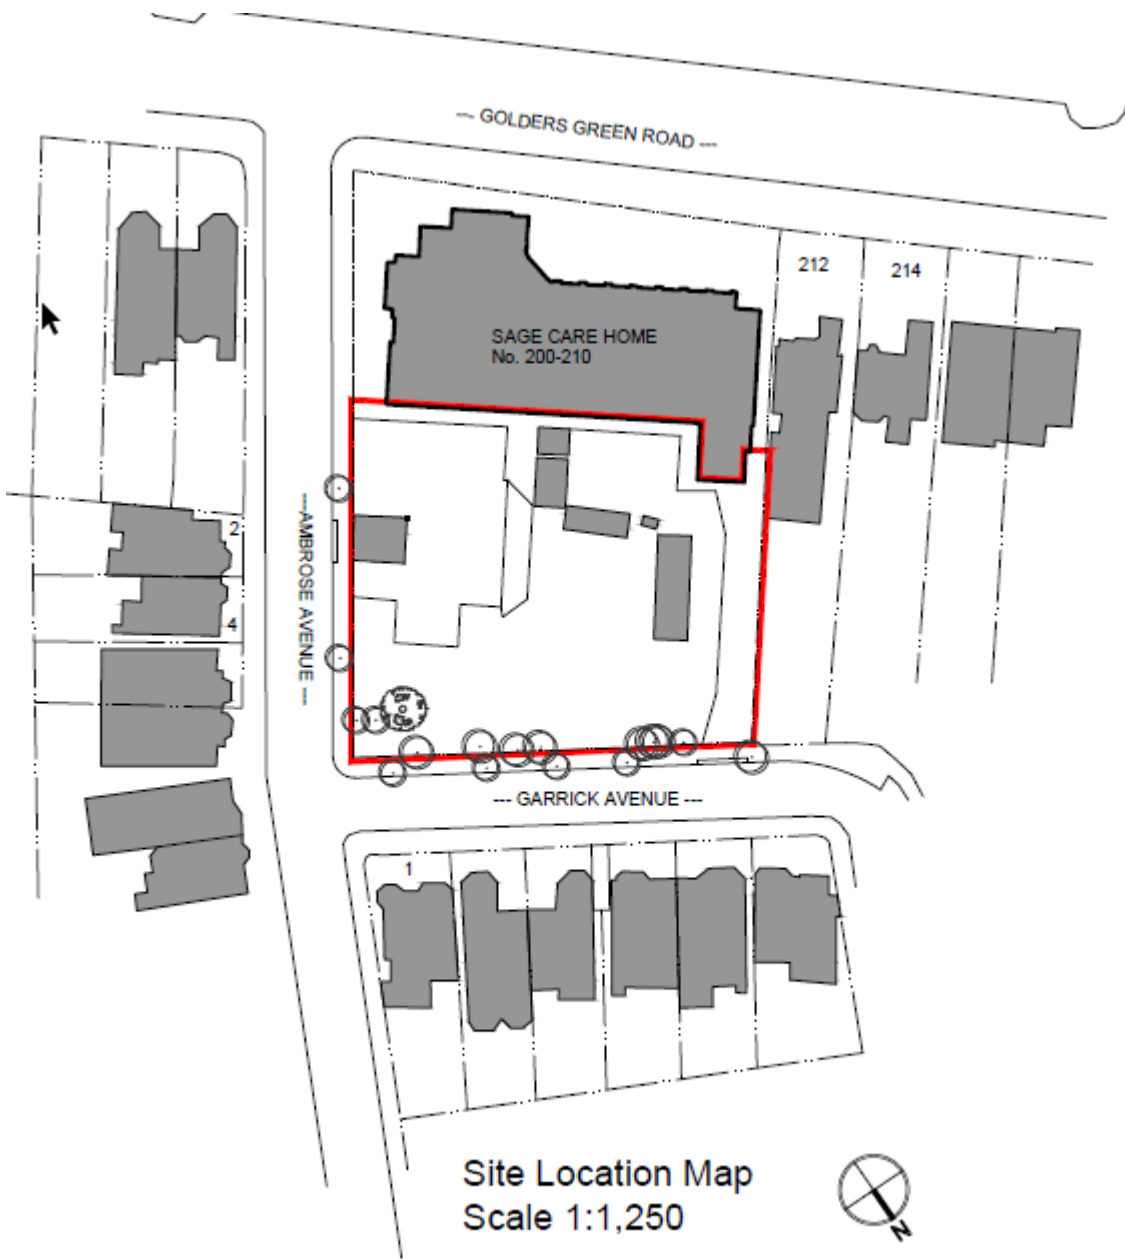 --- GOLDERS GREEN ROAD ---
212
214
SAGE CARE HOME
No. 200-210
---AMBROSE AVENUE ---
2
4
--- GARRICK AVENUE ---
1
Site Location Map
Scale 1:1,250
N